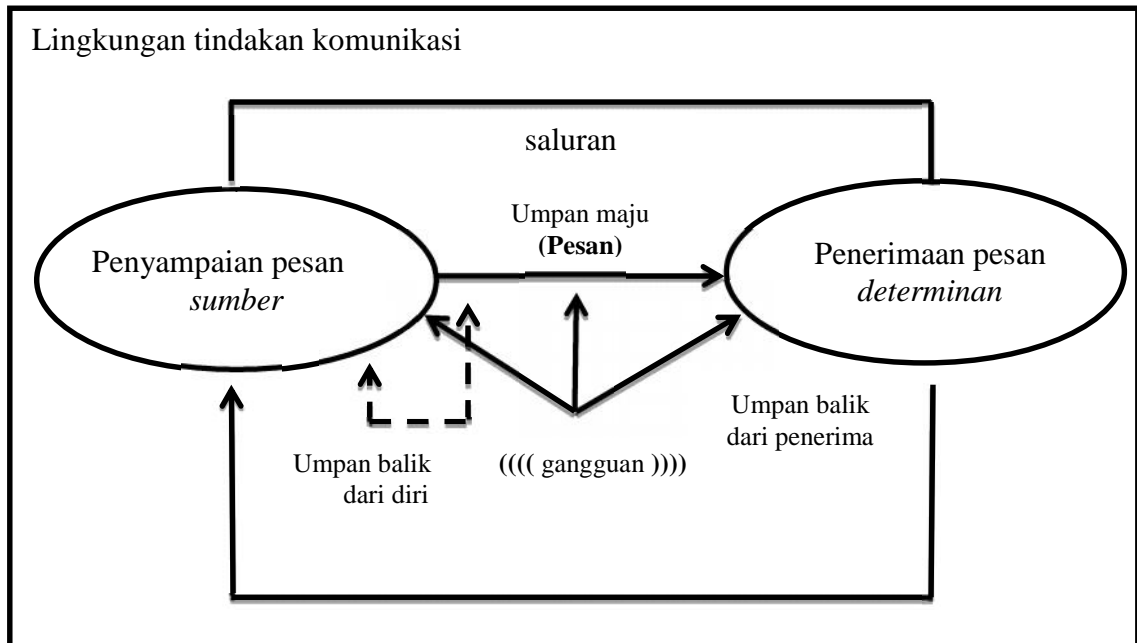 Lingkungan tindakan komunikasi
saluran
Umpan maju
(Pesan)
Penyampaian pesan
sumber
Penerimaan pesan
determinan
Umpan balik
dari penerima
Umpan balik
dari diri
(((( gangguan ))))